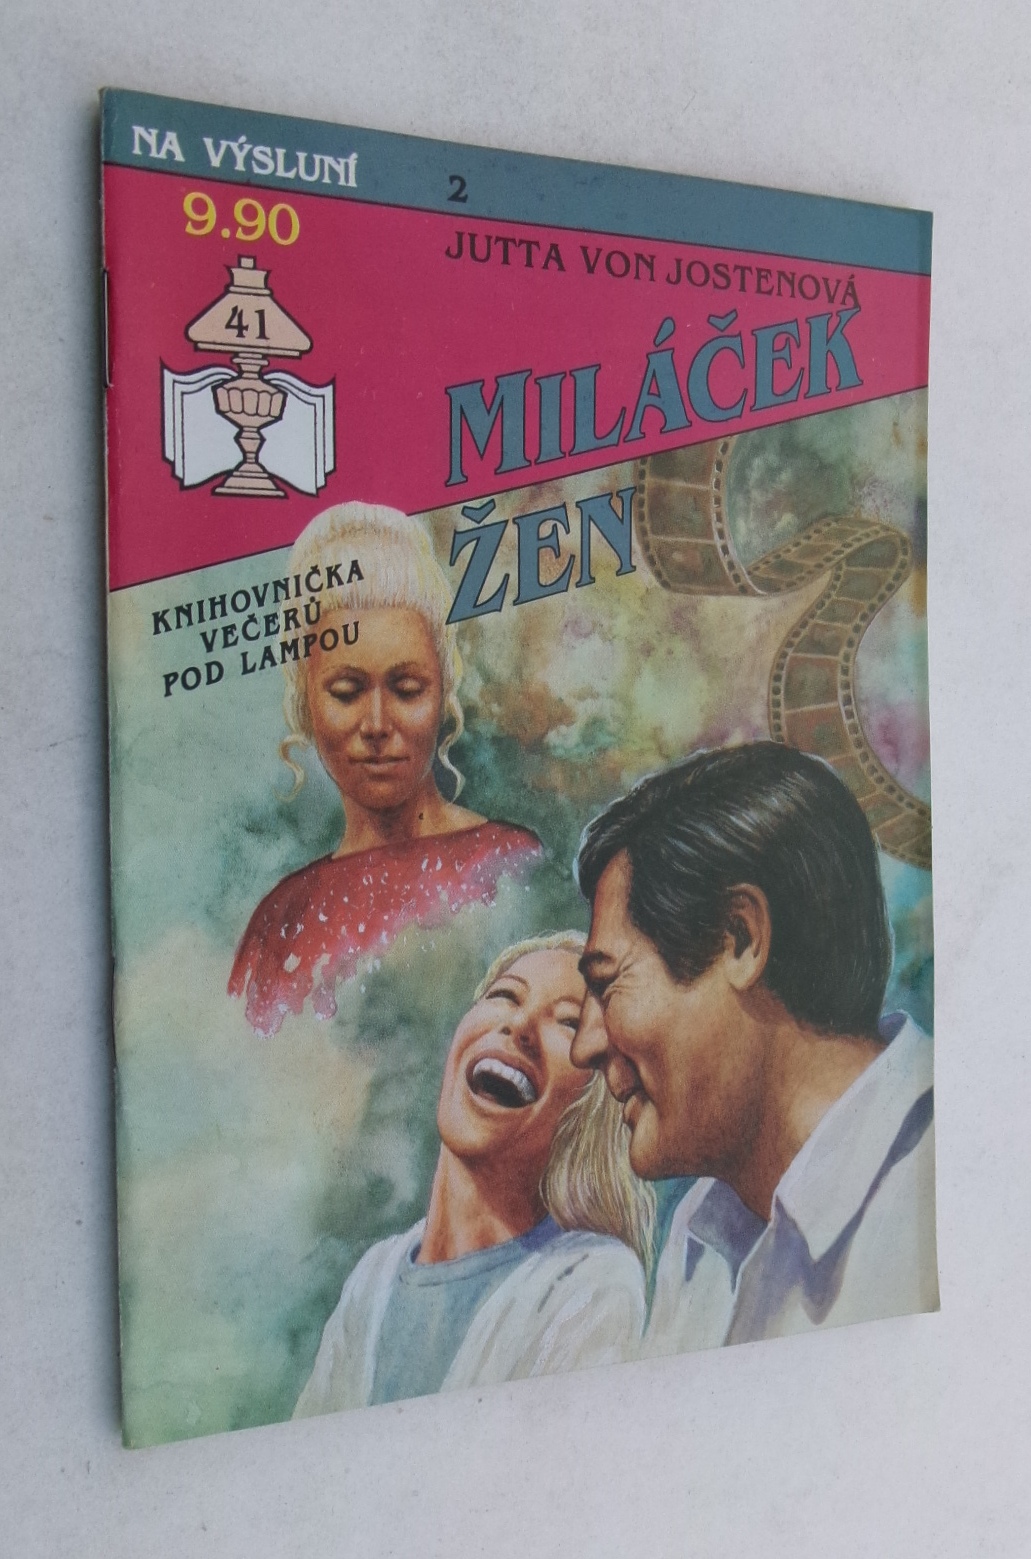 NA VÝSLUNÍ
2
9.90
JUTTA VON JOSTENOVÁ
41
MILÁČEK
ŽEN
KNIHOVNIČKA
VEČERŮ
POD LAMPOU